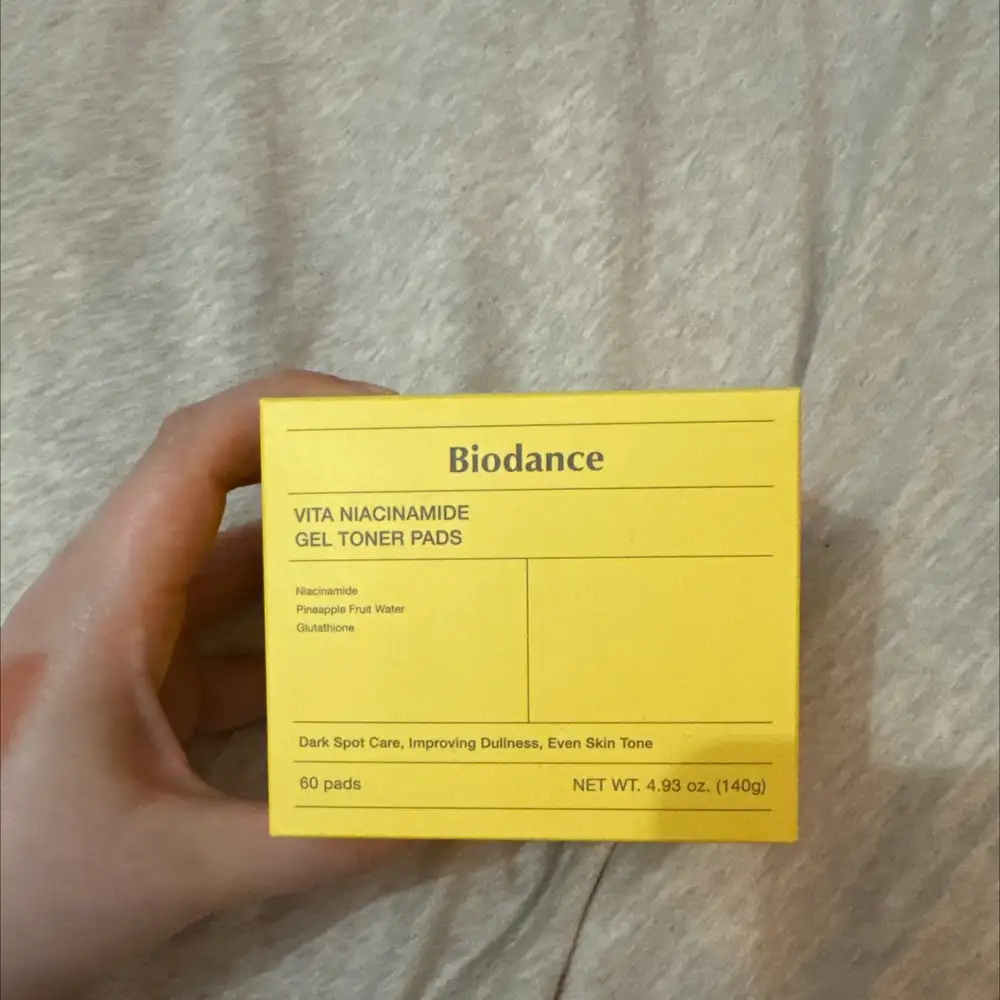 Biodance
VITA NIACINAMIDE
GEL TONER PADS
Niacinamide
Pineapple Fruit Water
Glutathione
Dark Spot Care, Improving Dullness, Even Skin Tone
60 pads
NET WT. 4.93 oz. (140g)